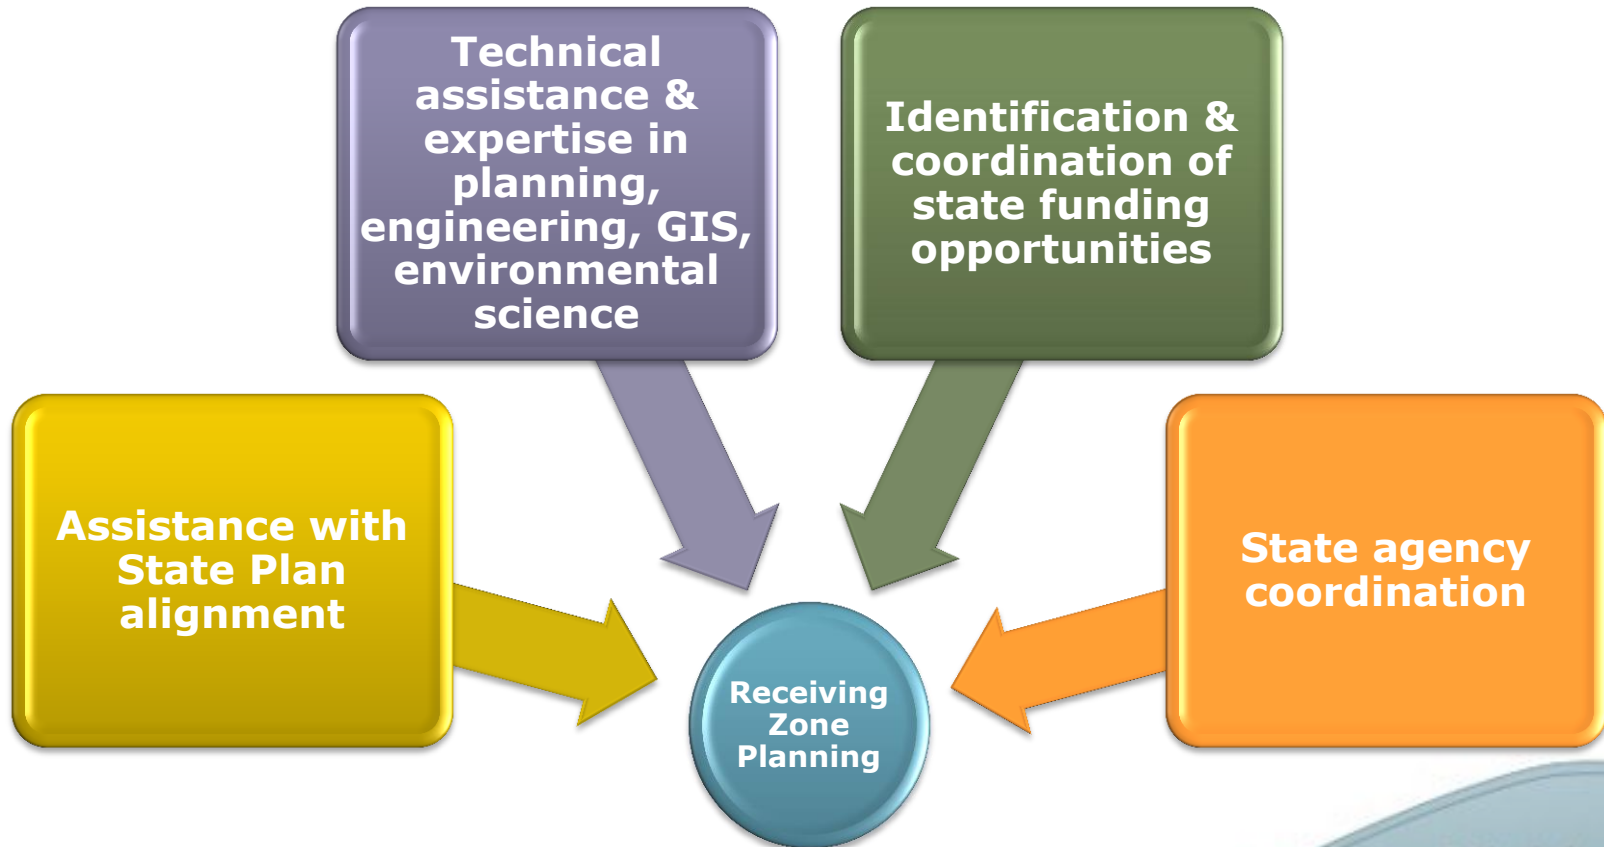 Technical
assistance &
expertise in
planning,
engineering, GIS,
environmental
science
Identification &
coordination of
state funding
opportunities
Assistance with
State Plan
alignment
State agency
coordination
Receiving
Zone
Planning